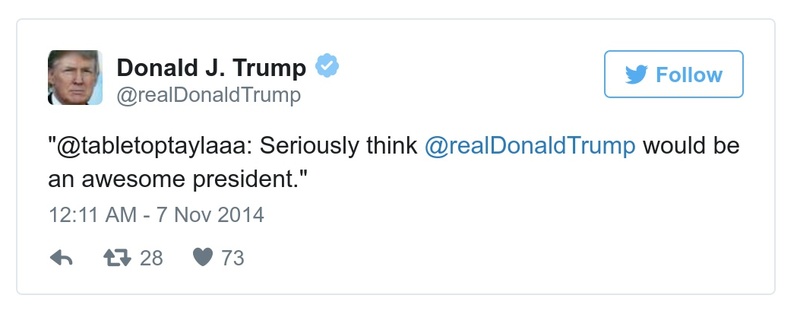 Donald J. Trump
@realDonaldTrump
Follow
"@tabletoptaylaaa: Seriously think @realDonaldTrump would be
an awesome president."
12:11 AM - 7 Nov 2014
28 73